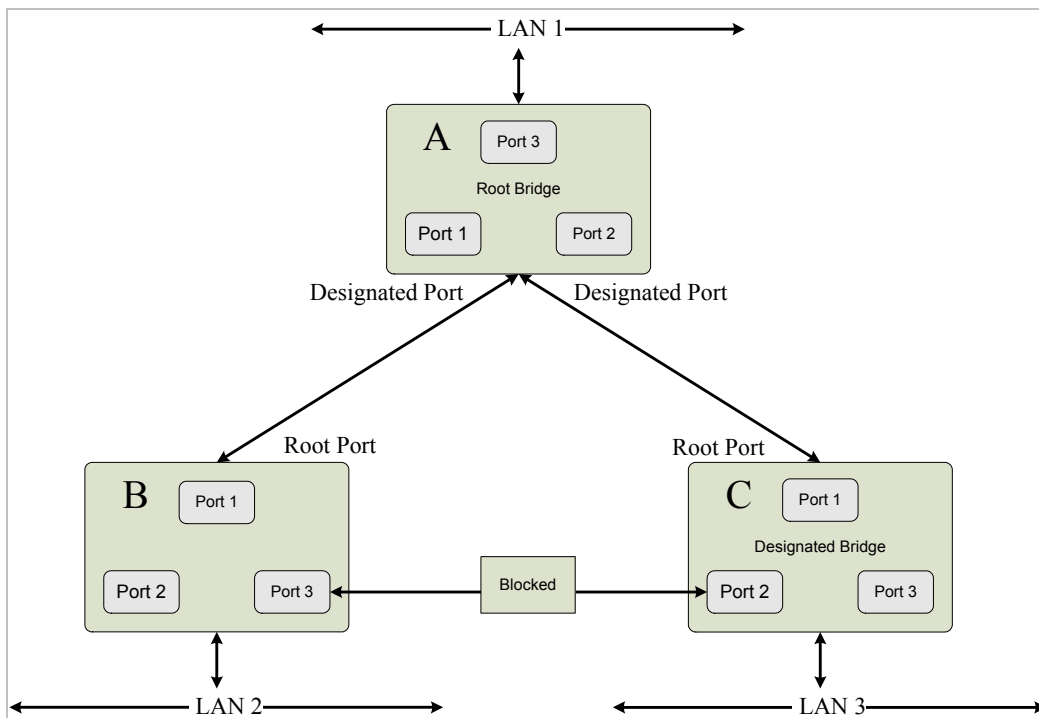 LAN 1
A
Port 3
Root Bridge
Port 1
Port 2
Designated Port
Designated Port
Root Port
Root Port
B
Port 1
C
Port 1
Designated Bridge
Port 2
Port 3
Blocked
Port 2
Port 3
LAN 2
LAN 3